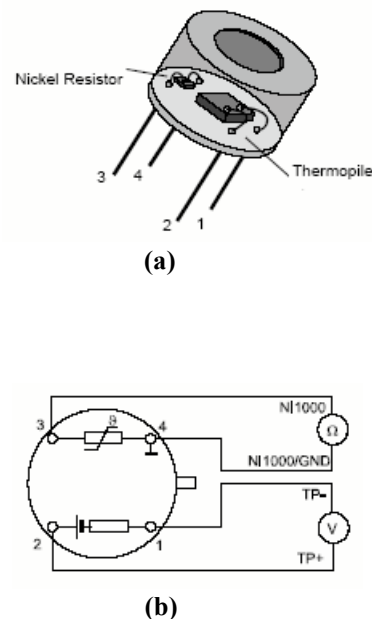 Nickel Resistor
Thermopile
3
4
2
1
(a)
NI1000
3
ϑ
4
Ω
NI1000/GND
TP-
V
2
1
TP+
(b)